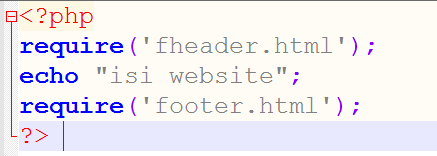 <?php
require('fheader.html');
echo "isi website";
require('footer.html');
?>